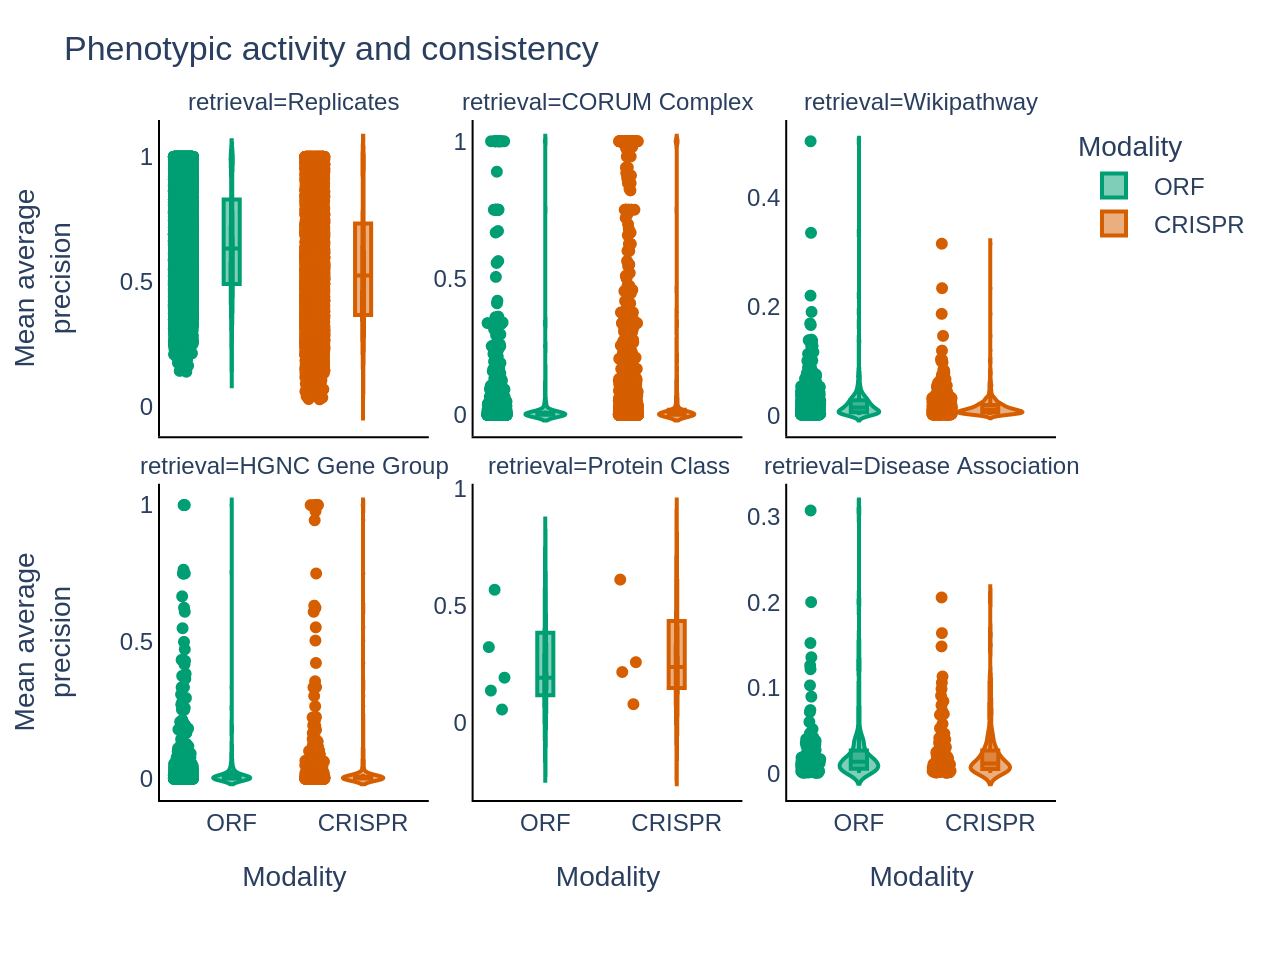 Phenotypic activity and consistency
retrieval=Replicates
retrieval=CORUM Complex
retrieval=Wikipathway
Modality
ORF
CRISPR
Mean average
precision
1
0.5
0
1
0.5
0
0.4
0.2
0
retrieval=HGNC Gene Group
retrieval=Protein Class
retrieval=Disease Association
Mean average
precision
1
0.5
0
1
0.5
0
0.3
0.2
0.1
0
ORF
CRISPR
ORF
CRISPR
ORF
CRISPR
Modality
Modality
Modality